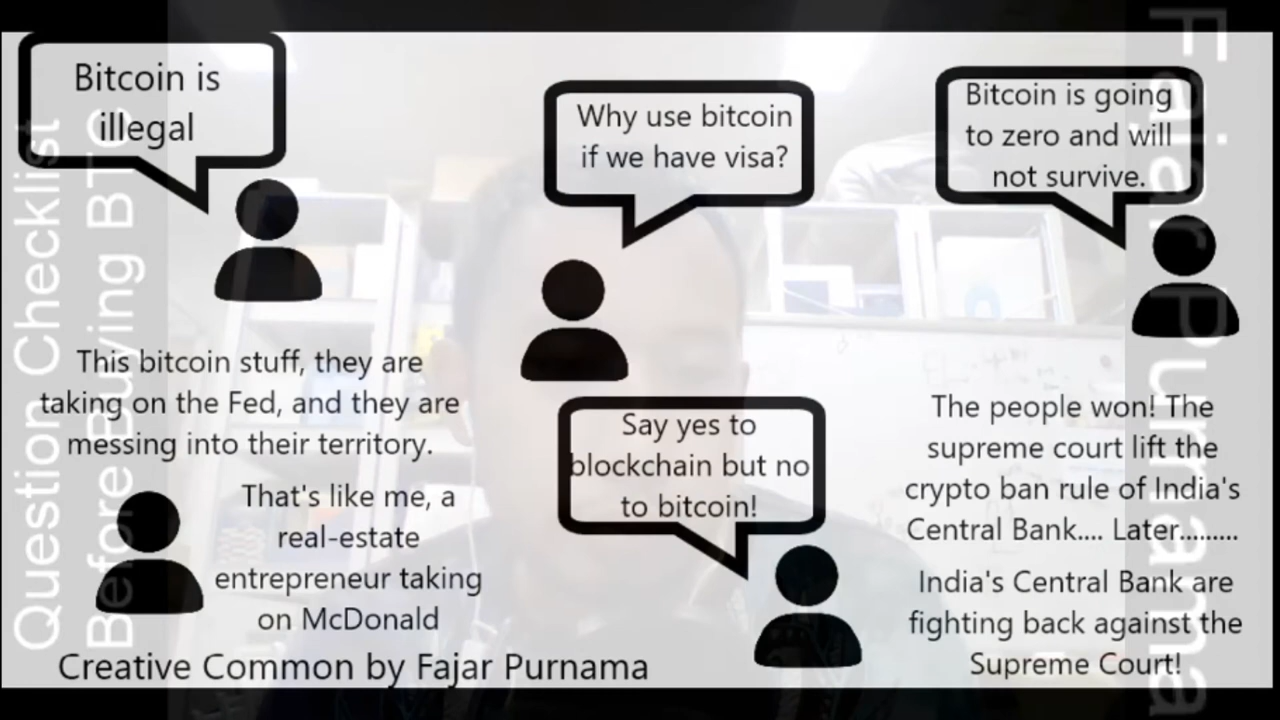 Bitcoin is
illegal
Why use bitcoin
if we have visa?
Bitcoin is going
to zero and will
not survive.
This bitcoin stuff, they are
taking on the Fed, and they are
messing into their territory.
That's like me, a
real-estate
entrepreneur taking
on McDonald
Say yes to
blockchain but no
to bitcoin!
The people won! The
supreme court lift the
crypto ban rule of India's
Central Bank.... Later.........
India's Central Bank are
fighting back against the
Supreme Court!
Creative Common by Fajar Purnama
Question Checklist
Before Buying BTC
Fajar Purnama